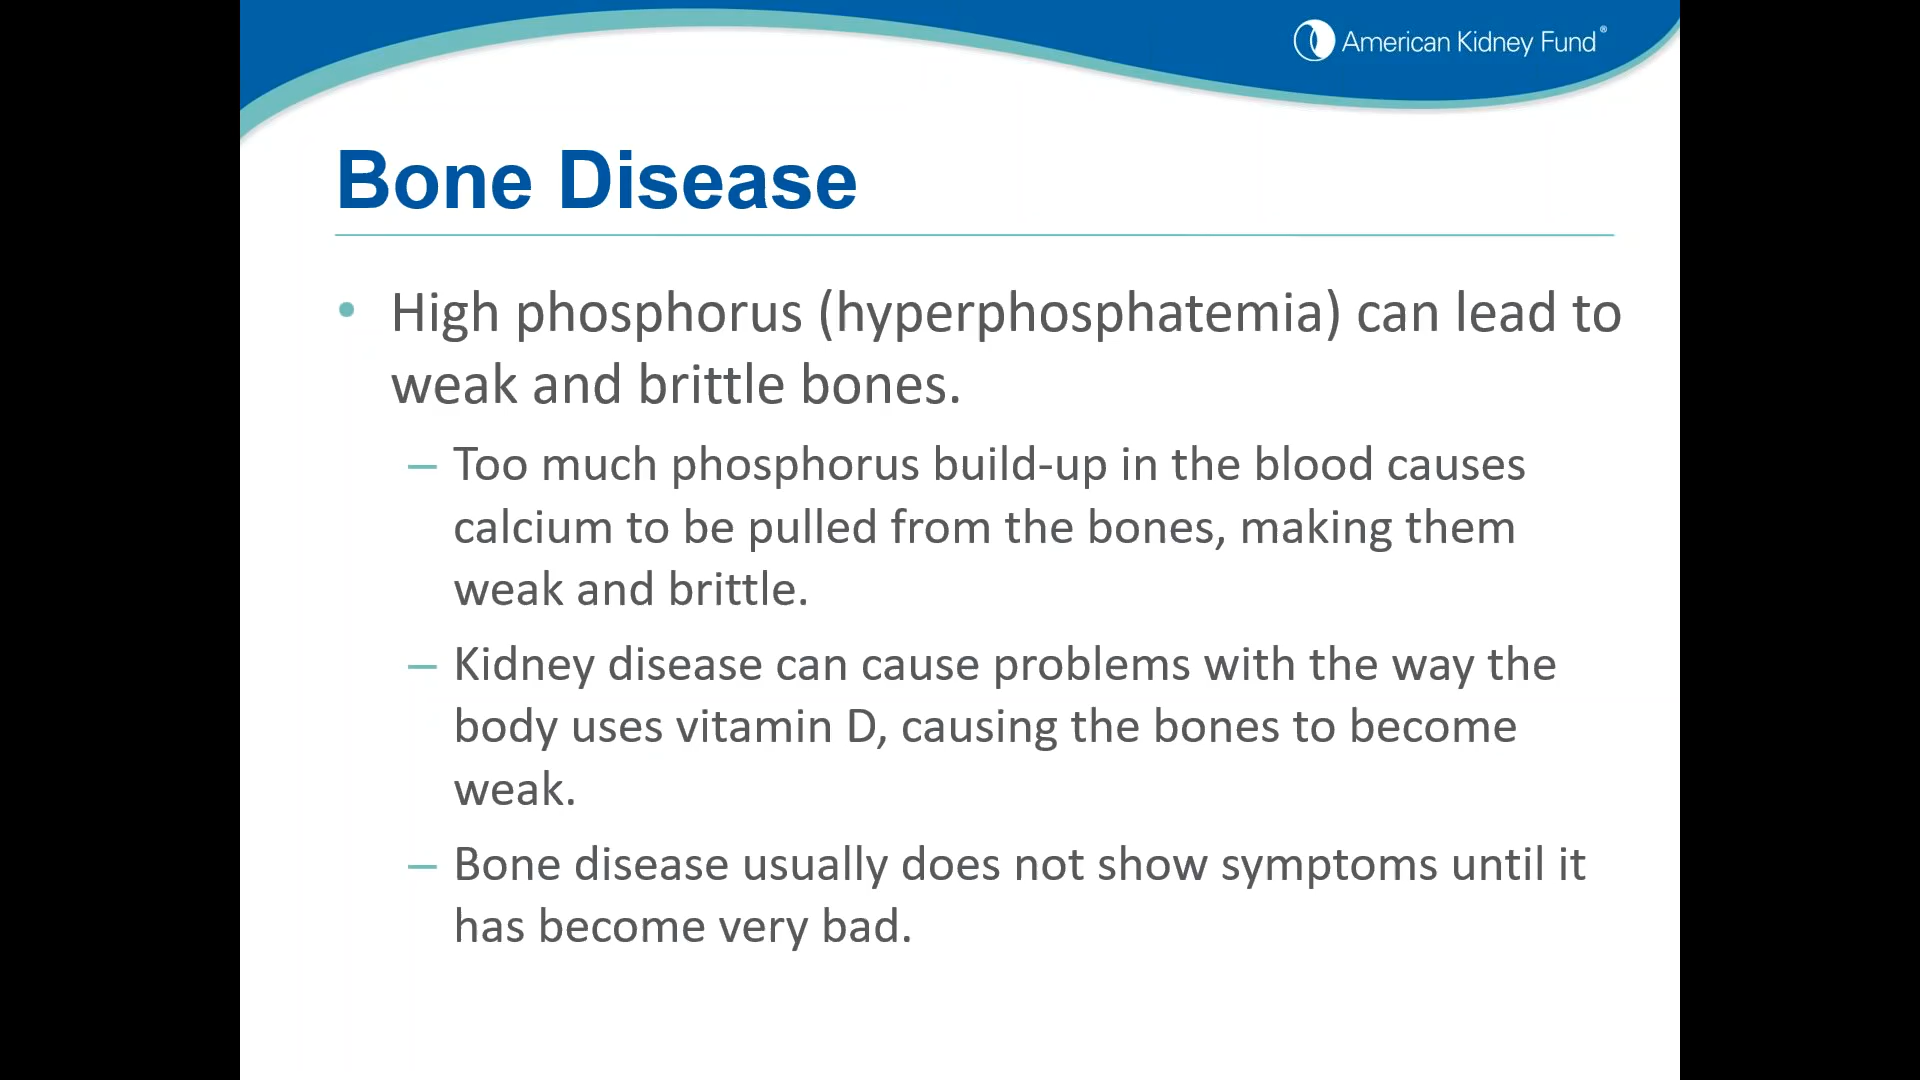 American Kidney Fund®
Bone Disease
• High phosphorus (hyperphosphatemia) can lead to
weak and brittle bones.
– Too much phosphorus build-up in the blood causes
calcium to be pulled from the bones, making them
weak and brittle.
– Kidney disease can cause problems with the way the
body uses vitamin D, causing the bones to become
weak.
– Bone disease usually does not show symptoms until it
has become very bad.